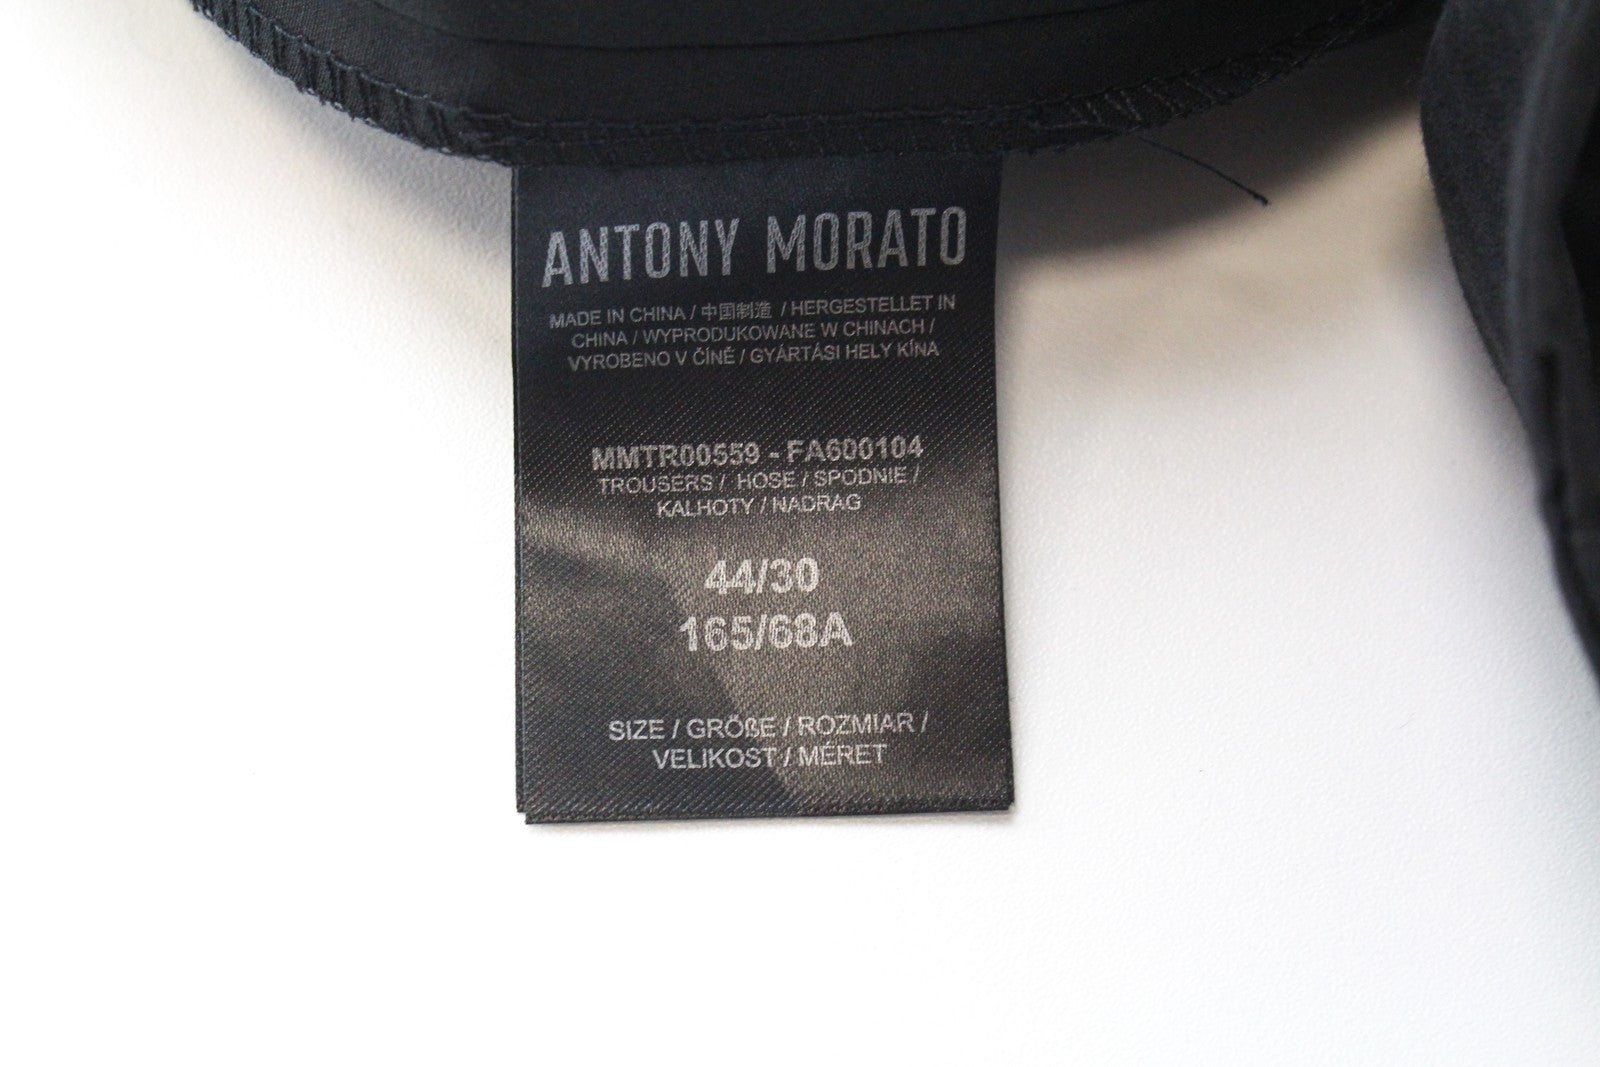 ANTONY MORATO
MADE IN CHINA / 中国制造 / HERGESTELLET IN
CHINA / WYPRODUKOWANE W CHINACH /
VYROBENO V ČÍNĚ / GYÁRTÁSI HELY KÍNA
MMTR00559 - FA600104
TROUSERS / HOSE / SPODNIE /
KALHOTY / NADRAG
44/30
165/68A
SIZE / GRÖßE / ROZMIAR /
VELIKOST / MÉRET